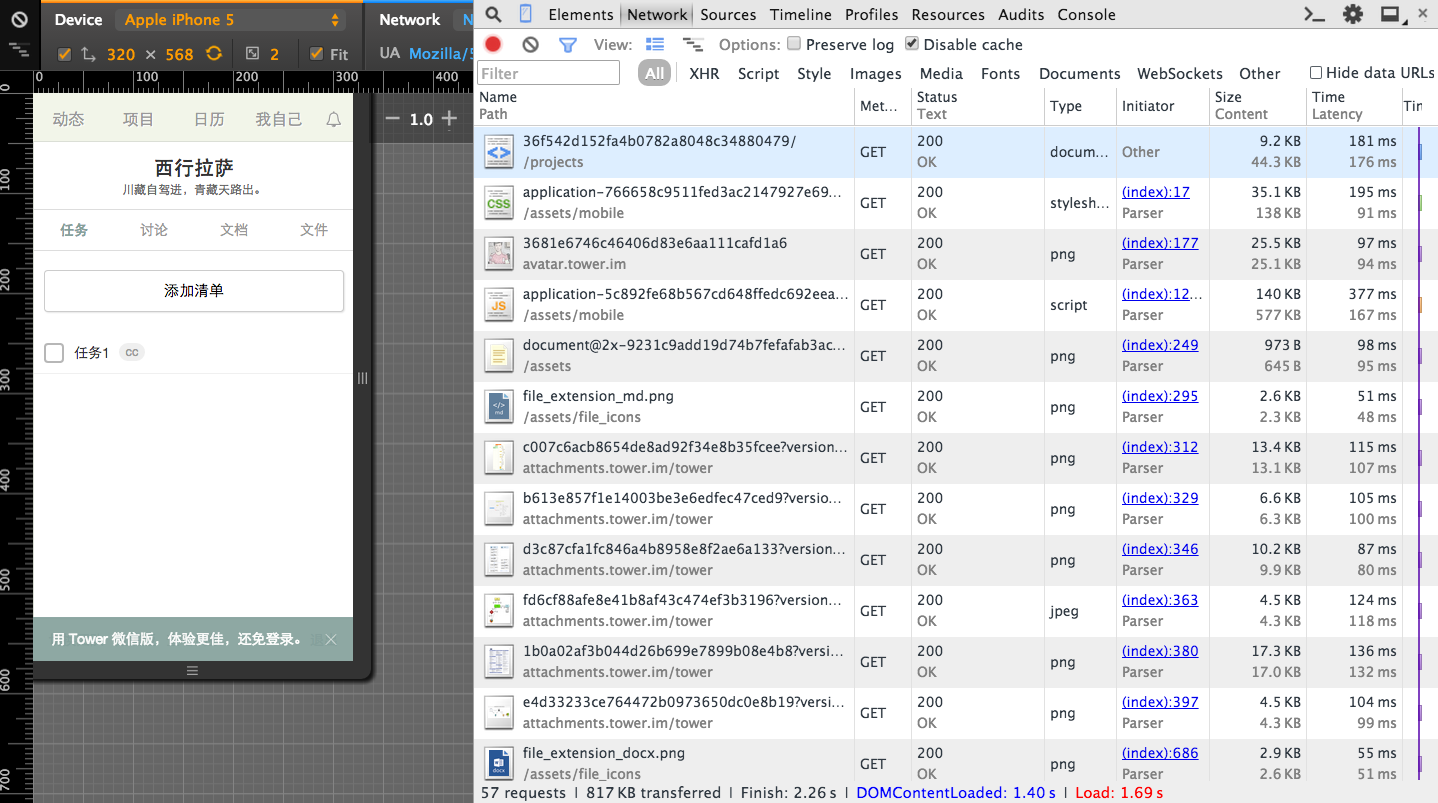 Device Apple iPhone 5 Network N
320 × 568 2 Fit UA Mozilla/5
0 100 200 300 400
0
100
200
300
400
500
600
700
动态 项目 日历 我自己
1.0
西行拉萨
川藏自驾进，青藏天路出。
任务 讨论 文档 文件
添加清单
任务1 cc
用 Tower 微信版，体验更佳，还免登录。
Elements Network Sources Timeline Profiles Resources Audits Console
View: Options: Preserve log Disable cache
Filter All XHR Script Style Images Media Fonts Documents WebSockets Other Hide data URLs
Name Met... Status Type Initiator Size Time Tin
Path Text Content Latency
36f542d152fa4b0782a8048c34880479/ GET 200 docum... Other 9.2 KB 181 ms
/projects OK 44.3 KB 176 ms
application-766658c9511fed3ac2147927e69... GET 200 stylesh... (index):17 35.1 KB 195 ms
/assets/mobile OK Parser 138 KB 91 ms
3681e6746c46406d83e6aa111cafd1a6 GET 200 png (index):177 25.5 KB 97 ms
avatar.tower.im OK Parser 25.1 KB 94 ms
application-5c892fe68b567cd648ffedc692eea... GET 200 script (index):12... 140 KB 377 ms
/assets/mobile OK Parser 577 KB 167 ms
document@2x-9231c9add19d74b7fefafab3ac... GET 200 png (index):249 973 B 98 ms
/assets OK Parser 645 B 95 ms
file_extension_md.png GET 200 png (index):295 2.6 KB 51 ms
/assets/file_icons OK Parser 2.3 KB 48 ms
c007c6acb8654de8ad92f34e8b35fcee?version... GET 200 png (index):312 13.4 KB 115 ms
attachments.tower.im/tower OK Parser 13.1 KB 107 ms
b613e857f1e14003be3e6edfec47ced9?versio... GET 200 png (index):329 6.6 KB 105 ms
attachments.tower.im/tower OK Parser 6.3 KB 100 ms
d3c87cfa1fc846a4b8958e8f2ae6a133?version... GET 200 png (index):346 10.2 KB 87 ms
attachments.tower.im/tower OK Parser 9.9 KB 80 ms
fd6cf88afe8e41b8af43c474ef3b3196?version... GET 200 jpeg (index):363 4.5 KB 124 ms
attachments.tower.im/tower OK Parser 4.3 KB 118 ms
1b0a02af3b044d26b699e7899b08e4b8?versi... GET 200 png (index):380 17.3 KB 136 ms
attachments.tower.im/tower OK Parser 17.0 KB 132 ms
e4d33233ce764472b0973650dc0e8b19?versi... GET 200 png (index):397 4.5 KB 104 ms
attachments.tower.im/tower OK Parser 4.3 KB 99 ms
file_extension_docx.png GET 200 png (index):686 2.9 KB 55 ms
/assets/file_icons OK Parser 2.6 KB 51 ms
57 requests | 817 KB transferred | Finish: 2.26 s | DOMContentLoaded: 1.40 s | Load: 1.69 s